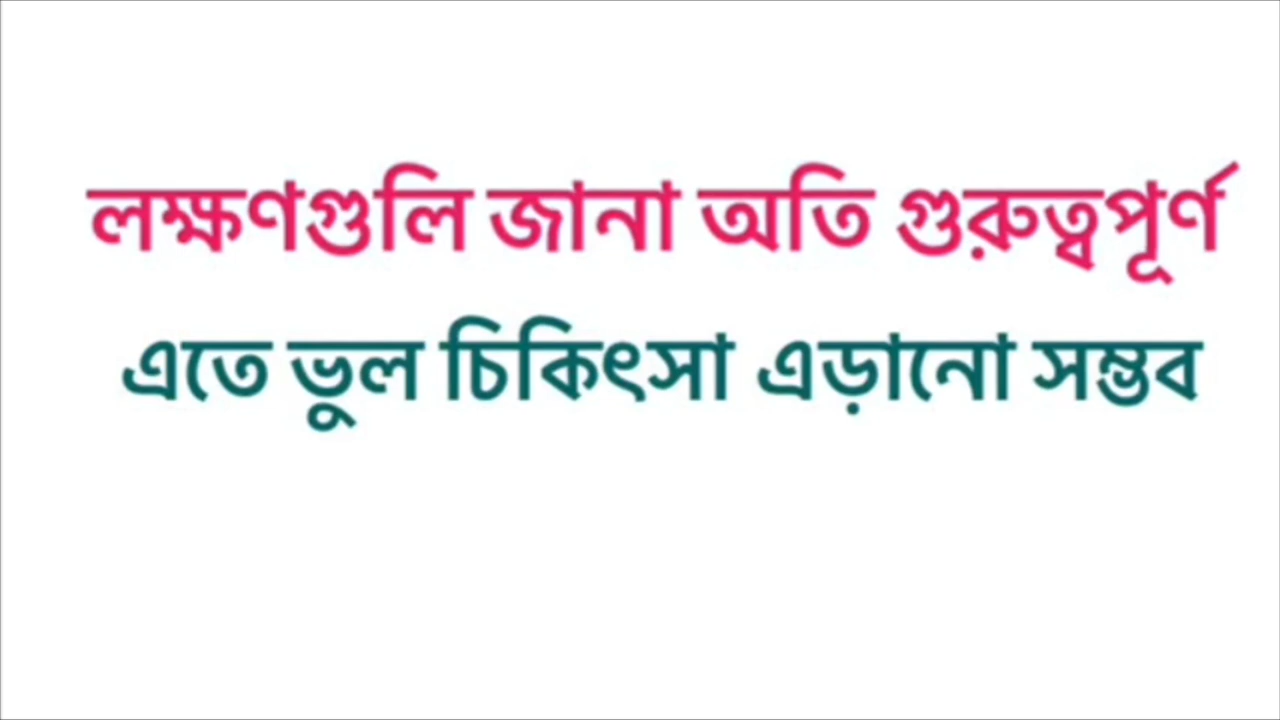 লক্ষণগুলি জানা অতি গুরুত্বপূর্ণ
এতে ভুল চিকিৎসা এড়ানো সম্ভব